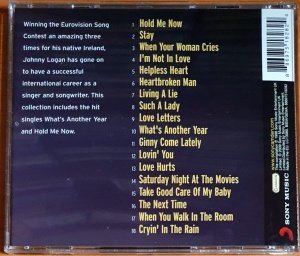 Winning the Eurovision Song
Contest an amazing three
times for his native Ireland,
Johnny Logan has gone on
to have a successful
international career as a
singer and songwriter. This
collection includes the hit
singles What's Another Year
and Hold Me Now.
1 Hold Me Now
2 Stay
3 When Your Woman Cries
4 I'm Not In Love
5 Helpless Heart
6 Heartbroken Man
7 Living A Lie
8 Such A Lady
9 Love Letters
10 What's Another Year
11 Ginny Come Lately
12 Lovin' You
13 Love Hurts
14 Saturday Night At The Movies
15 Take Good Care Of My Baby
16 The Next Time
17 When You Walk In The Room
18 Cryin' In The Rain
SONY MUSIC